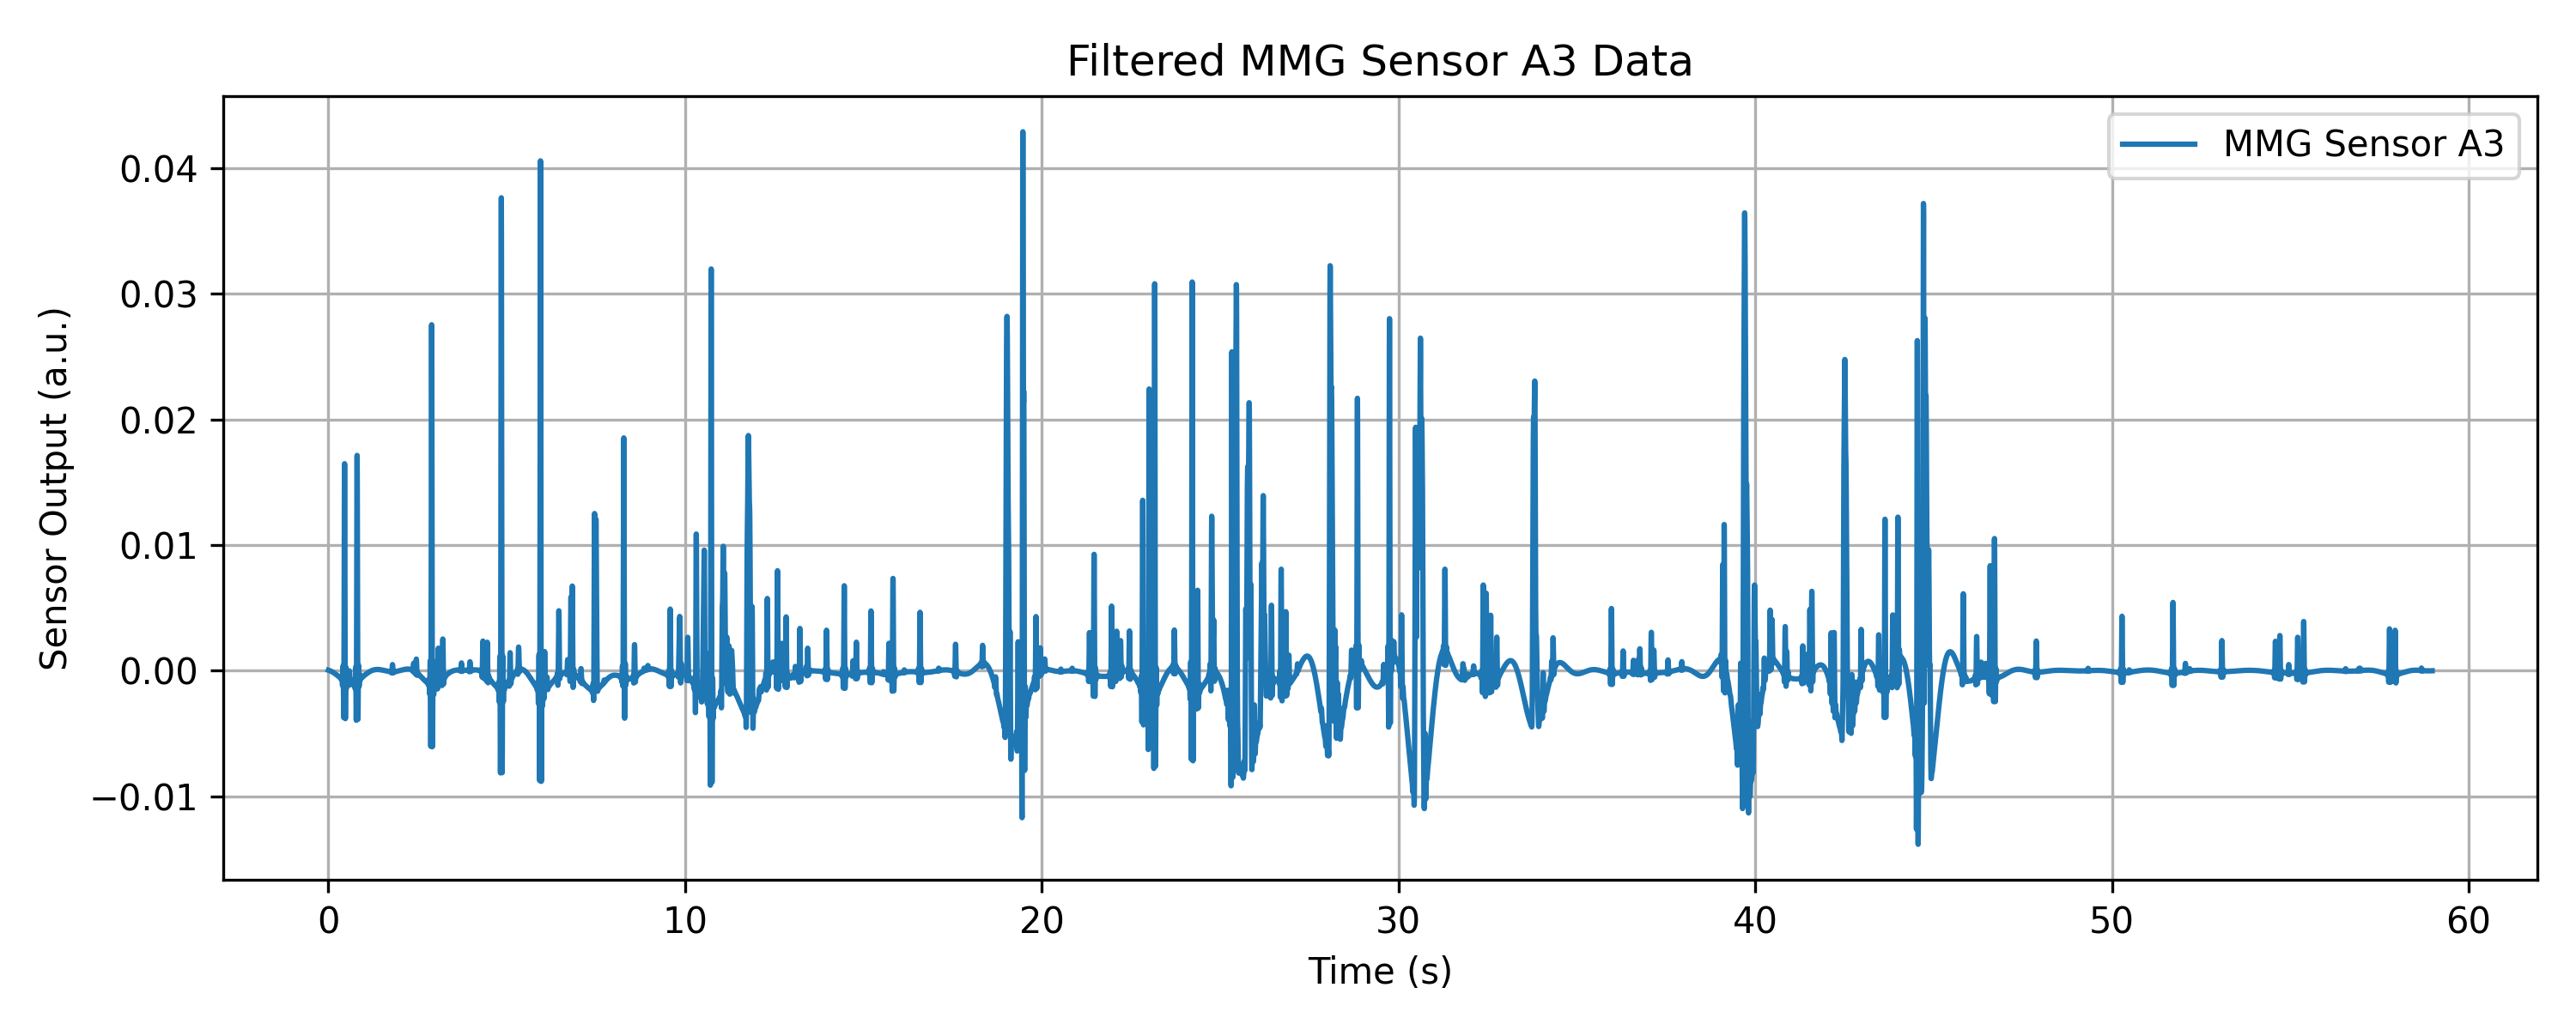 Filtered MMG Sensor A3 Data
MMG Sensor A3
Sensor Output (a.u.)
0.04
0.03
0.02
0.01
0.00
−0.01
0 10 20 30 40 50 60
Time (s)